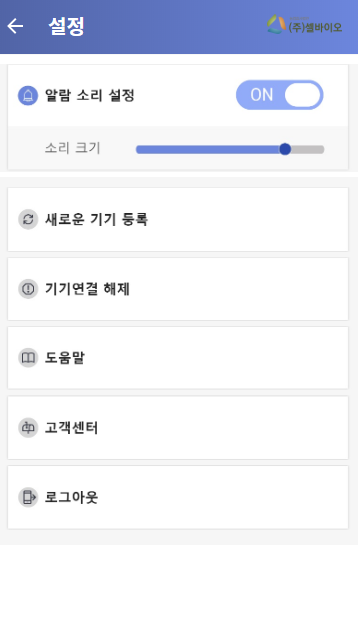 설정
(주)셀바이오
알람 소리 설정
ON
소리 크기
새로운 기기 등록
기기연결 해제
도움말
고객센터
로그아웃